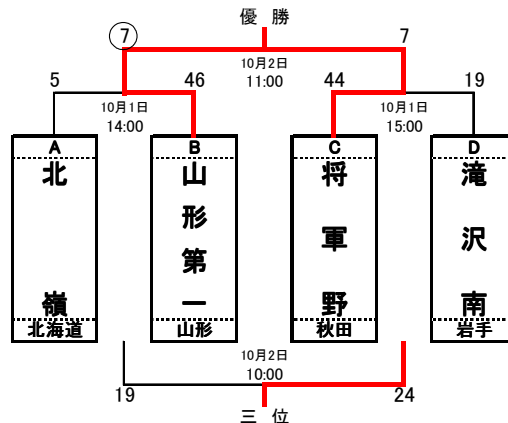 優 勝
7 7
10月2日
11:00
5 46 44 19
10月1日 10月1日
14:00 15:00
A B C D
北嶺 山形第一 将軍野 滝沢南
北海道 山形 秋田 岩手
10月2日
10:00
19 24
三 位